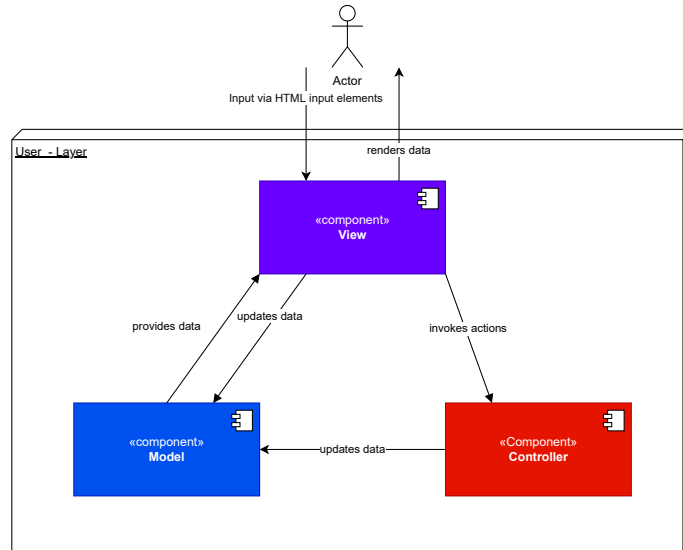 Actor
Input via HTML input elements
User - Layer
renders data
«component»
View
provides data
updates data
invokes actions
«component»
Model
updates data
«Component»
Controller